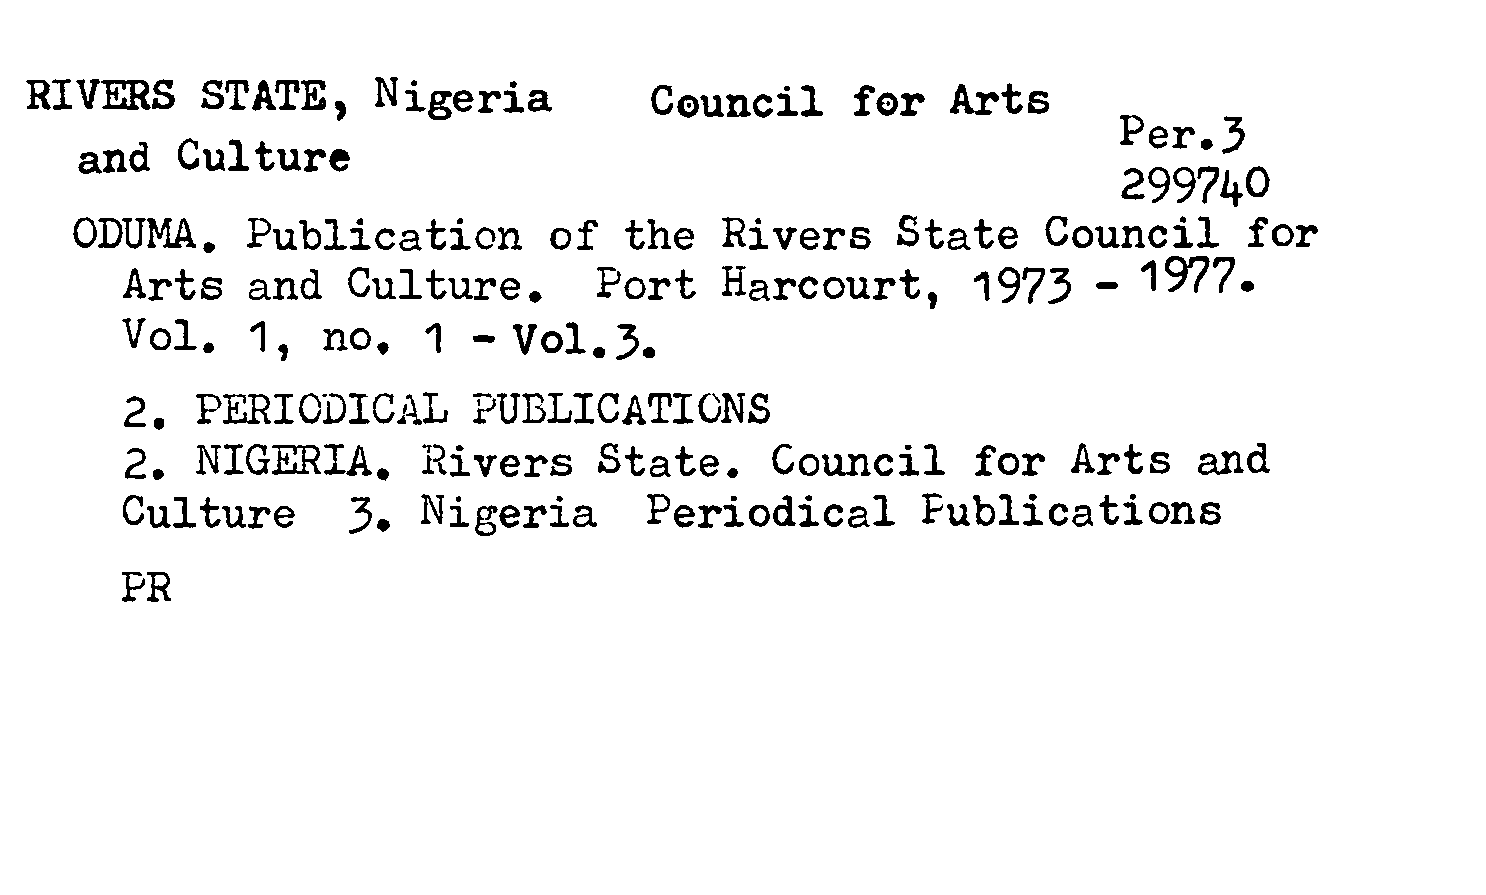 RIVERS STATE, Nigeria Council for Arts
and Culture
Per.3
299740
ODUMA. Publication of the Rivers State Council for
Arts and Culture. Port Harcourt, 1973 - 1977.
Vol. 1, no. 1 - Vol.3.
2. PERIODICAL PUBLICATIONS
2. NIGERIA. Rivers State. Council for Arts and
Culture 3. Nigeria Periodical Publications
PR